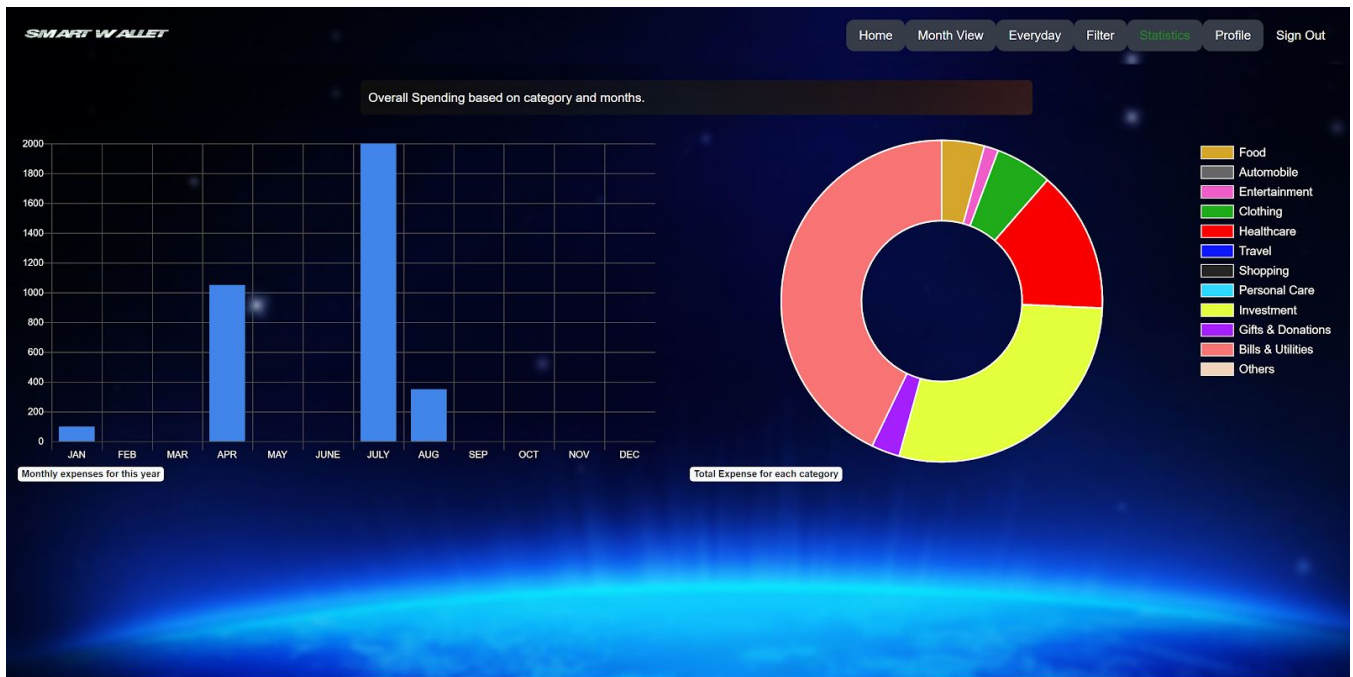 SMART WALLET
Home Month View Everyday Filter Statistics Profile Sign Out
Overall Spending based on category and months.
2000
1800
1600
1400
1200
1000
800
600
400
200
0
JAN FEB MAR APR MAY JUNE JULY AUG SEP OCT NOV DEC
Monthly expenses for this year
Food
Automobile
Entertainment
Clothing
Healthcare
Travel
Shopping
Personal Care
Investment
Gifts & Donations
Bills & Utilities
Others
Total Expense for each category